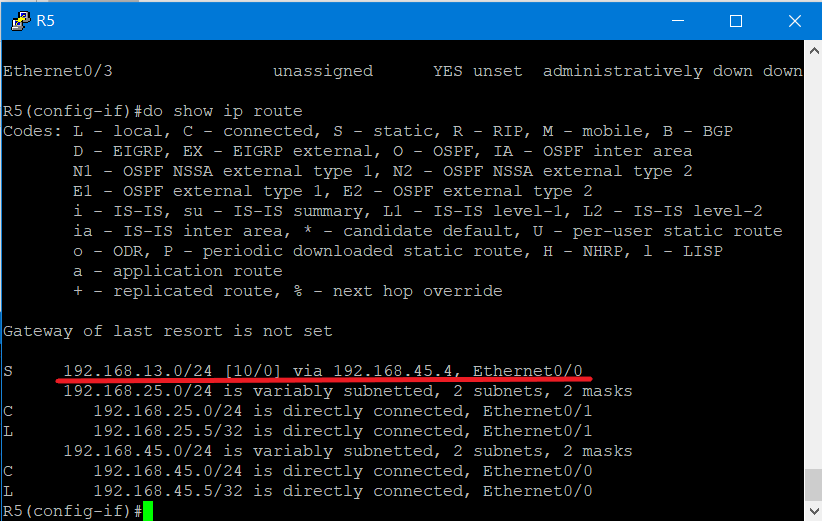 R5
Ethernet0/3 unassigned YES unset administratively down down
R5(config-if)#do show ip route
Codes: L - local, C - connected, S - static, R - RIP, M - mobile, B - BGP
D - EIGRP, EX - EIGRP external, O - OSPF, IA - OSPF inter area
N1 - OSPF NSSA external type 1, N2 - OSPF NSSA external type 2
E1 - OSPF external type 1, E2 - OSPF external type 2
i - IS-IS, su - IS-IS summary, L1 - IS-IS level-1, L2 - IS-IS level-2
ia - IS-IS inter area, * - candidate default, U - per-user static route
o - ODR, P - periodic downloaded static route, H - NHRP, l - LISP
a - application route
+ - replicated route, % - next hop override
Gateway of last resort is not set
S 192.168.13.0/24 [10/0] via 192.168.45.4, Ethernet0/0
192.168.25.0/24 is variably subnetted, 2 subnets, 2 masks
C 192.168.25.0/24 is directly connected, Ethernet0/1
L 192.168.25.5/32 is directly connected, Ethernet0/1
192.168.45.0/24 is variably subnetted, 2 subnets, 2 masks
C 192.168.45.0/24 is directly connected, Ethernet0/0
L 192.168.45.5/32 is directly connected, Ethernet0/0
R5(config-if)#